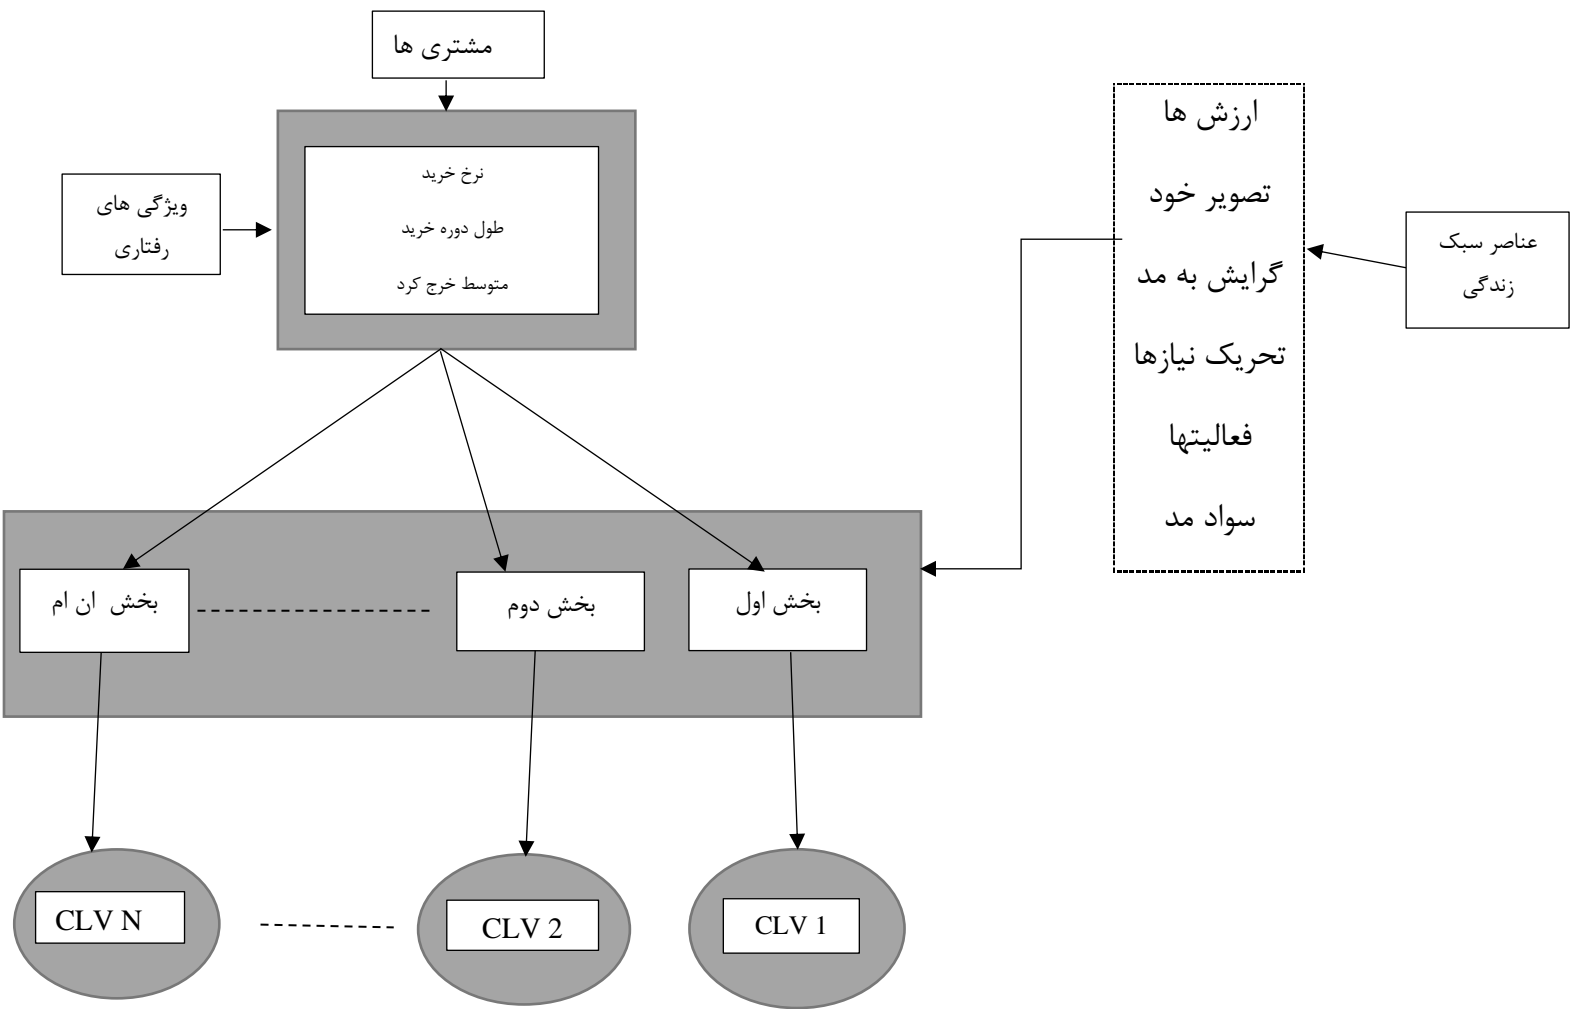 مشتری ها
ارزش ها
تصویر خود
گرایش به مد
تحریک نیازها
فعالیتها
سواد مد
عناصر سبک
زندگی
نرخ خرید
طول دوره خرید
متوسط خرج کرد
ویژگی های
رفتاری
بخش اول
بخش دوم
بخش  ان ام
CLV 1
CLV 2
CLV N